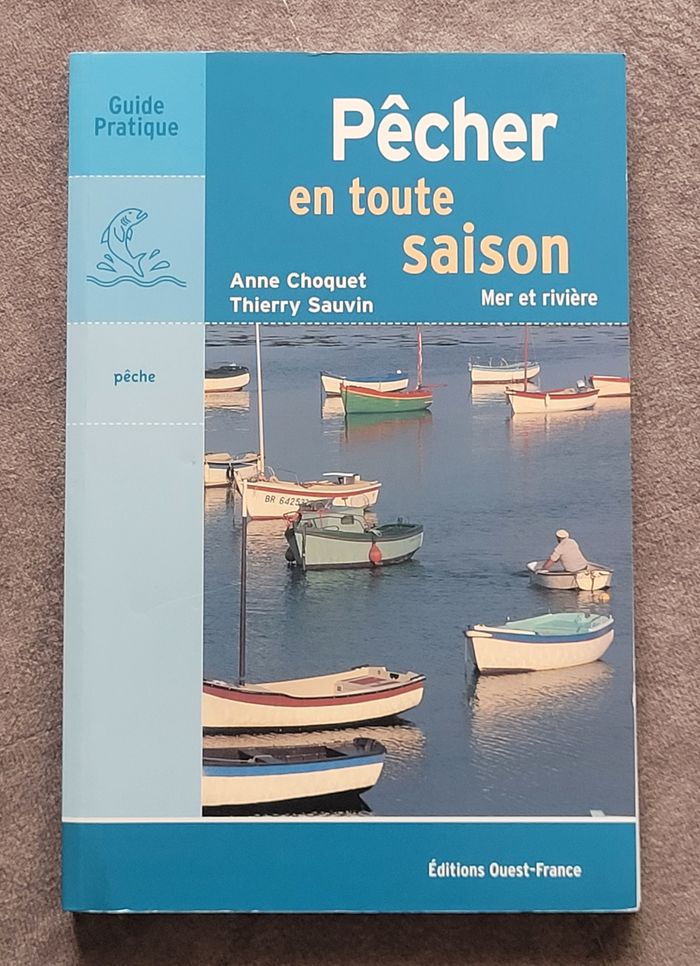 Guide
Pratique
pêche
Pêcher
en toute
saison
Anne Choquet
Thierry Sauvin
Mer et rivière
Éditions Ouest-France